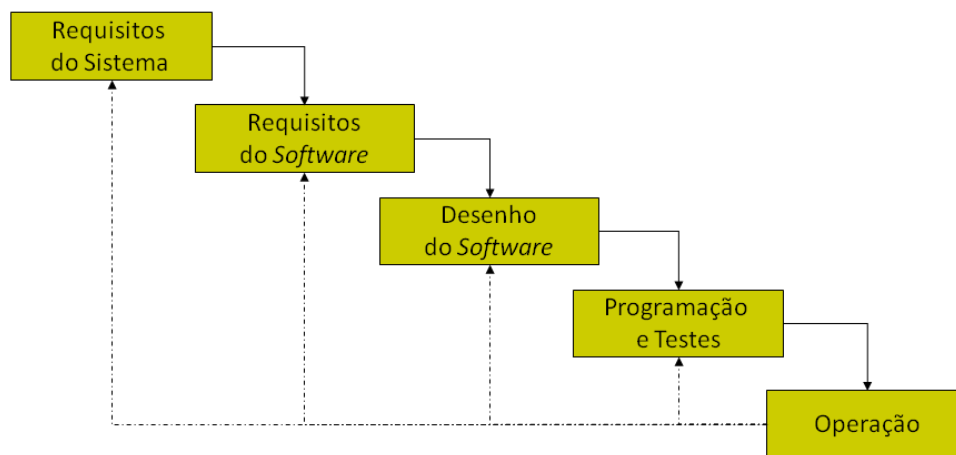 Requisitos
do Sistema
Requisitos
do Software
Desenho
do Software
Programação
e Testes
Operação